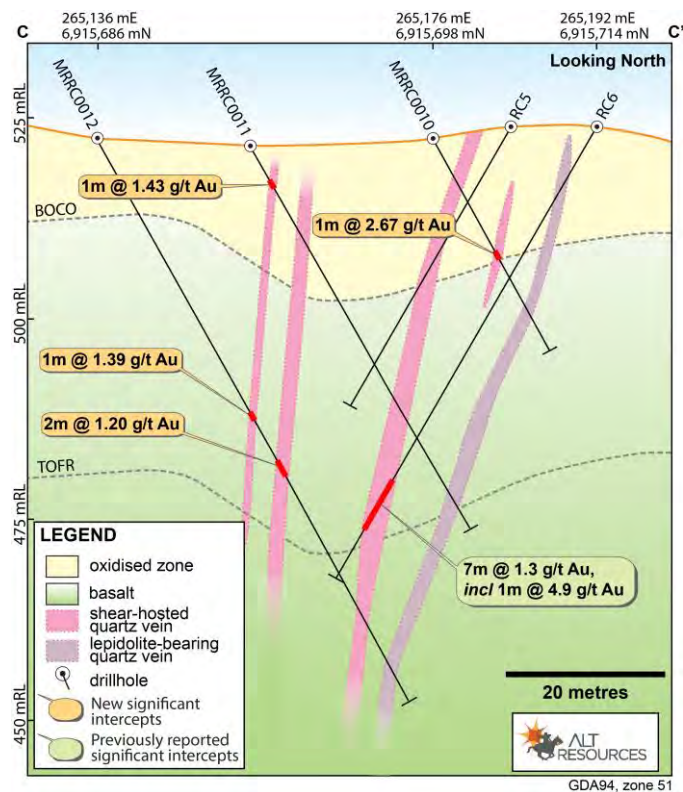 265,136 mE
6,915,686 mN
265,176 mE
6,915,698 mN
265,192 mE
6,915,714 mN
C
C'
Looking North
MRRC0012
MRRC0011
MRRC0010
RC5
RC6
525 mRL
500 mRL
475 mRL
450 mRL
1m @ 1.43 g/t Au
BOCO
1m @ 2.67 g/t Au
1m @ 1.39 g/t Au
2m @ 1.20 g/t Au
TOFR
7m @ 1.3 g/t Au,
incl 1m @ 4.9 g/t Au
LEGEND
oxidised zone
basalt
shear-hosted
quartz vein
lepidolite-bearing
quartz vein
drillhole
New significant
intercepts
Previously reported
significant intercepts
20 metres
ALT
RESOURCES
GDA94, zone 51